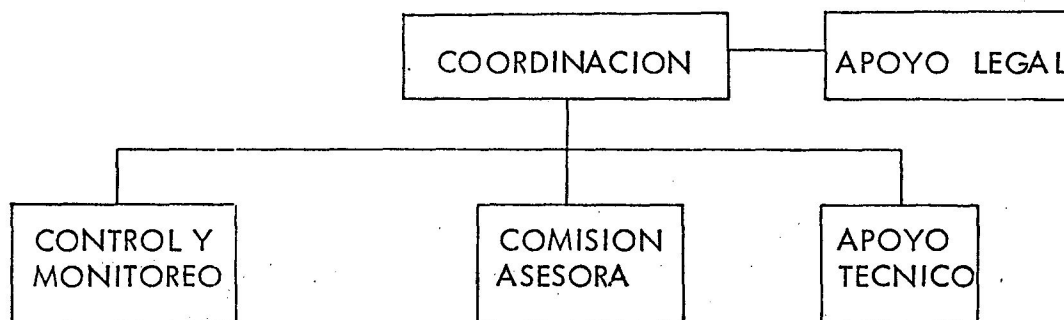 COORDINACION
APOYO LEGAL
CONTROL Y
MONITOREO
COMISION
ASESORA
APOYO
TECNICO